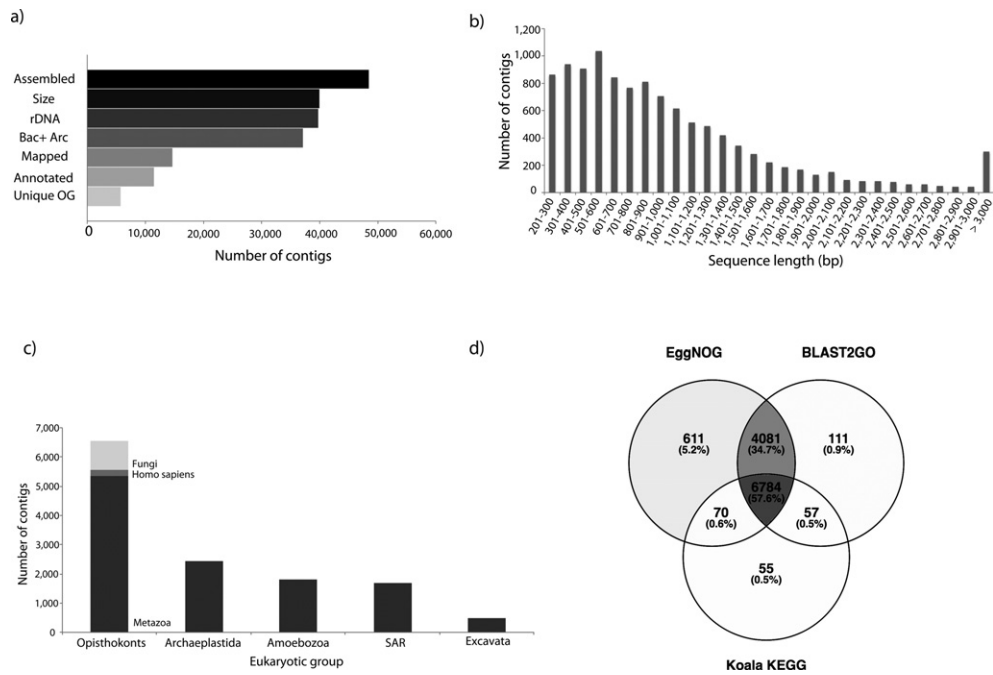 a)
Assembled
Size
rDNA
Bac+ Arc
Mapped
Annotated
Unique OG
0 10,000 20,000 30,000 40,000 50,000 60,000
Number of contigs
b)
Number of contigs
1,200
1,000
800
600
400
200
0
201-300
301-400
401-500
501-600
601-700
701-800
801-900
901-1,000
1,001-1,100
1,101-1,200
1,201-1,300
1,301-1,400
1,401-1,500
1,501-1,600
1,601-1,700
1,701-1,800
1,801-1,900
1,901-2,000
2,001-2,100
2,101-2,200
2,201-2,300
2,301-2,400
2,401-2,500
2,501-2,600
2,601-2,700
2,701-2,800
2,801-2,900
2,901-3,000
> 3,000
Sequence length (bp)
c)
Number of contigs
7,000
6,000
5,000
4,000
3,000
2,000
1,000
0
Fungi
Homo sapiens
Metazoa
Opisthokonts Archaeplastida Amoebozoa SAR Excavata
Eukaryotic group
d)
EggNOG BLAST2GO
611
(5.2%)
4081
(34.7%)
111
(0.9%)
6784
(57.6%)
70
(0.6%)
57
(0.5%)
55
(0.5%)
Koala KEGG